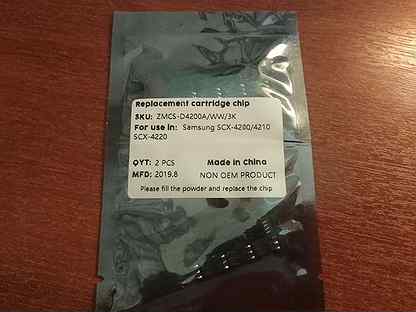 Replacement cartridge chip
SKU: ZMCS-D4200A/WW/3K
For use in: Samsung SCX-4200/4210
SCX-4220
QYT: 2 PCS Made in China
MFD: 2019.8 NON OEM PRODUCT
Please fill the powder and replace the chip